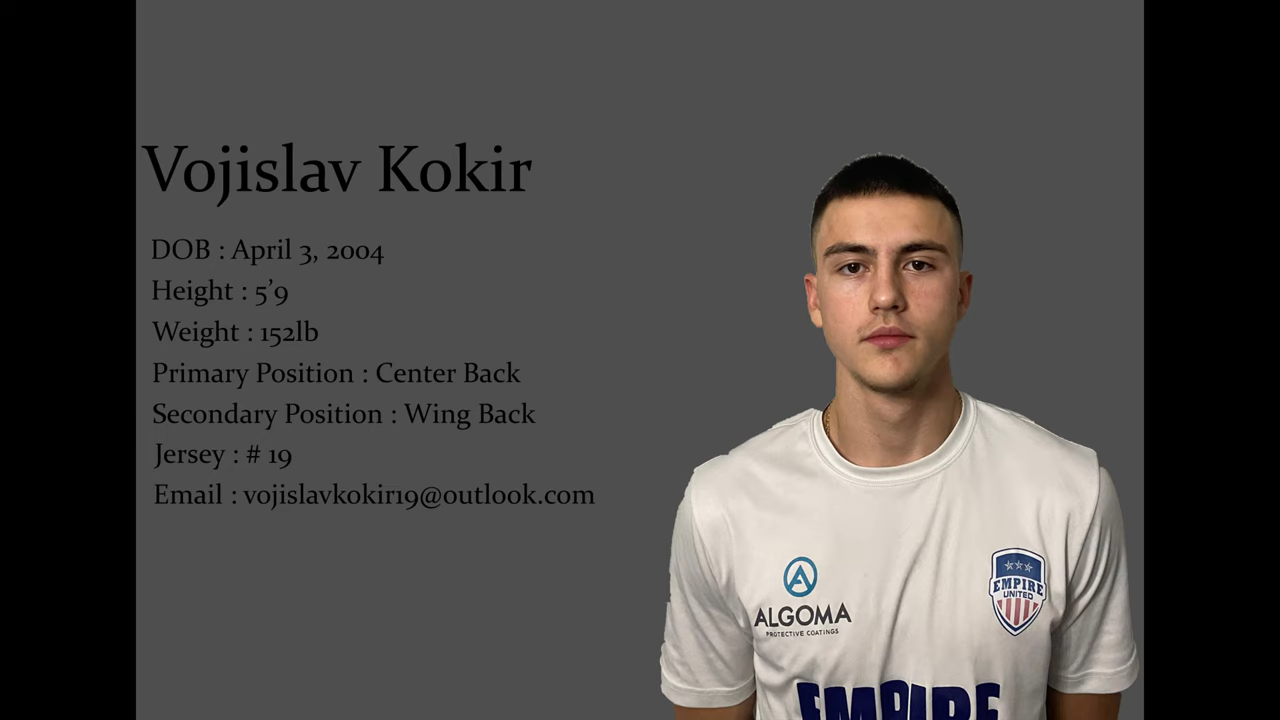 Vojislav Kokir
DOB : April 3, 2004
Height : 5’9
Weight : 152lb
Primary Position : Center Back
Secondary Position : Wing Back
Jersey : # 19
Email : vojislavkokir19@outlook.com
ALGOMA
PROTECTIVE COATINGS
EMPIRE
UNITED
EMPIRE